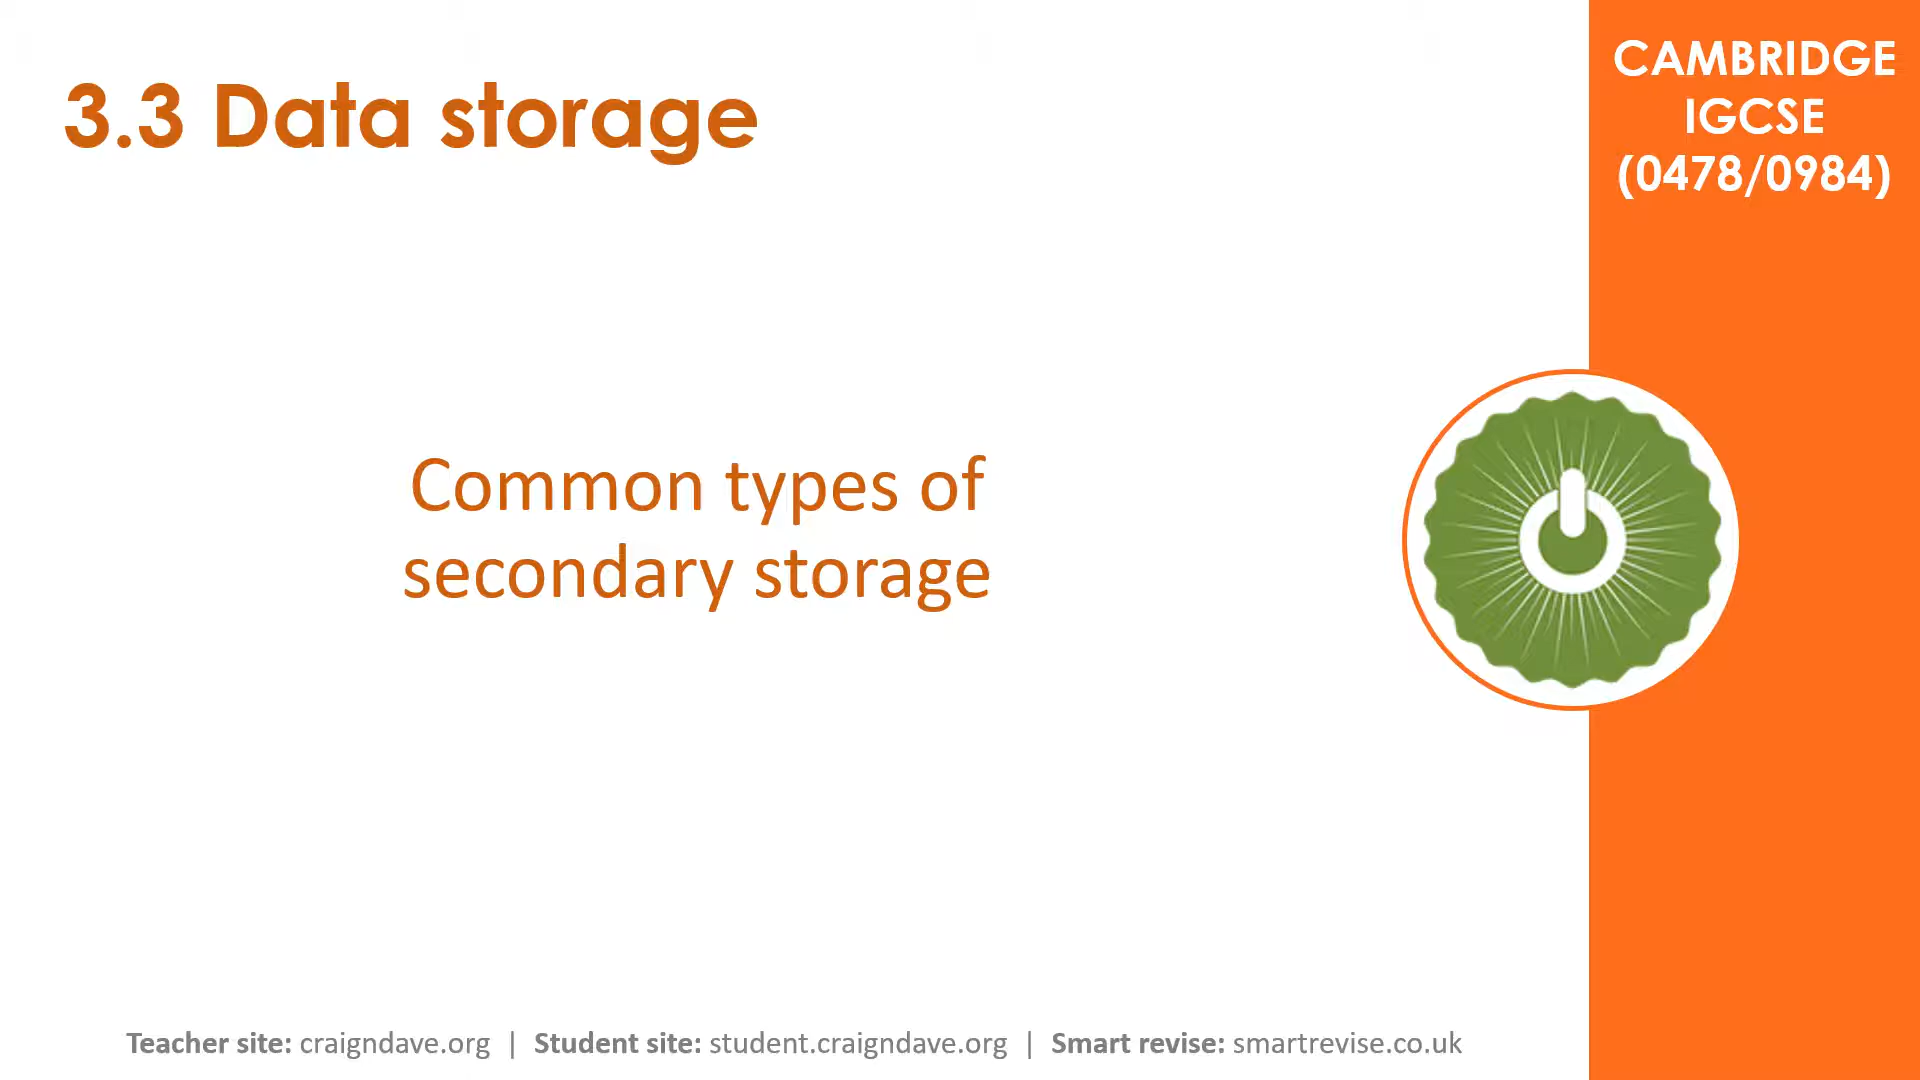 3.3 Data storage
CAMBRIDGE
IGCSE
(0478/0984)
Common types of
secondary storage
Teacher site: craigndave.org | Student site: student.craigndave.org | Smart revise: smartrevise.co.uk